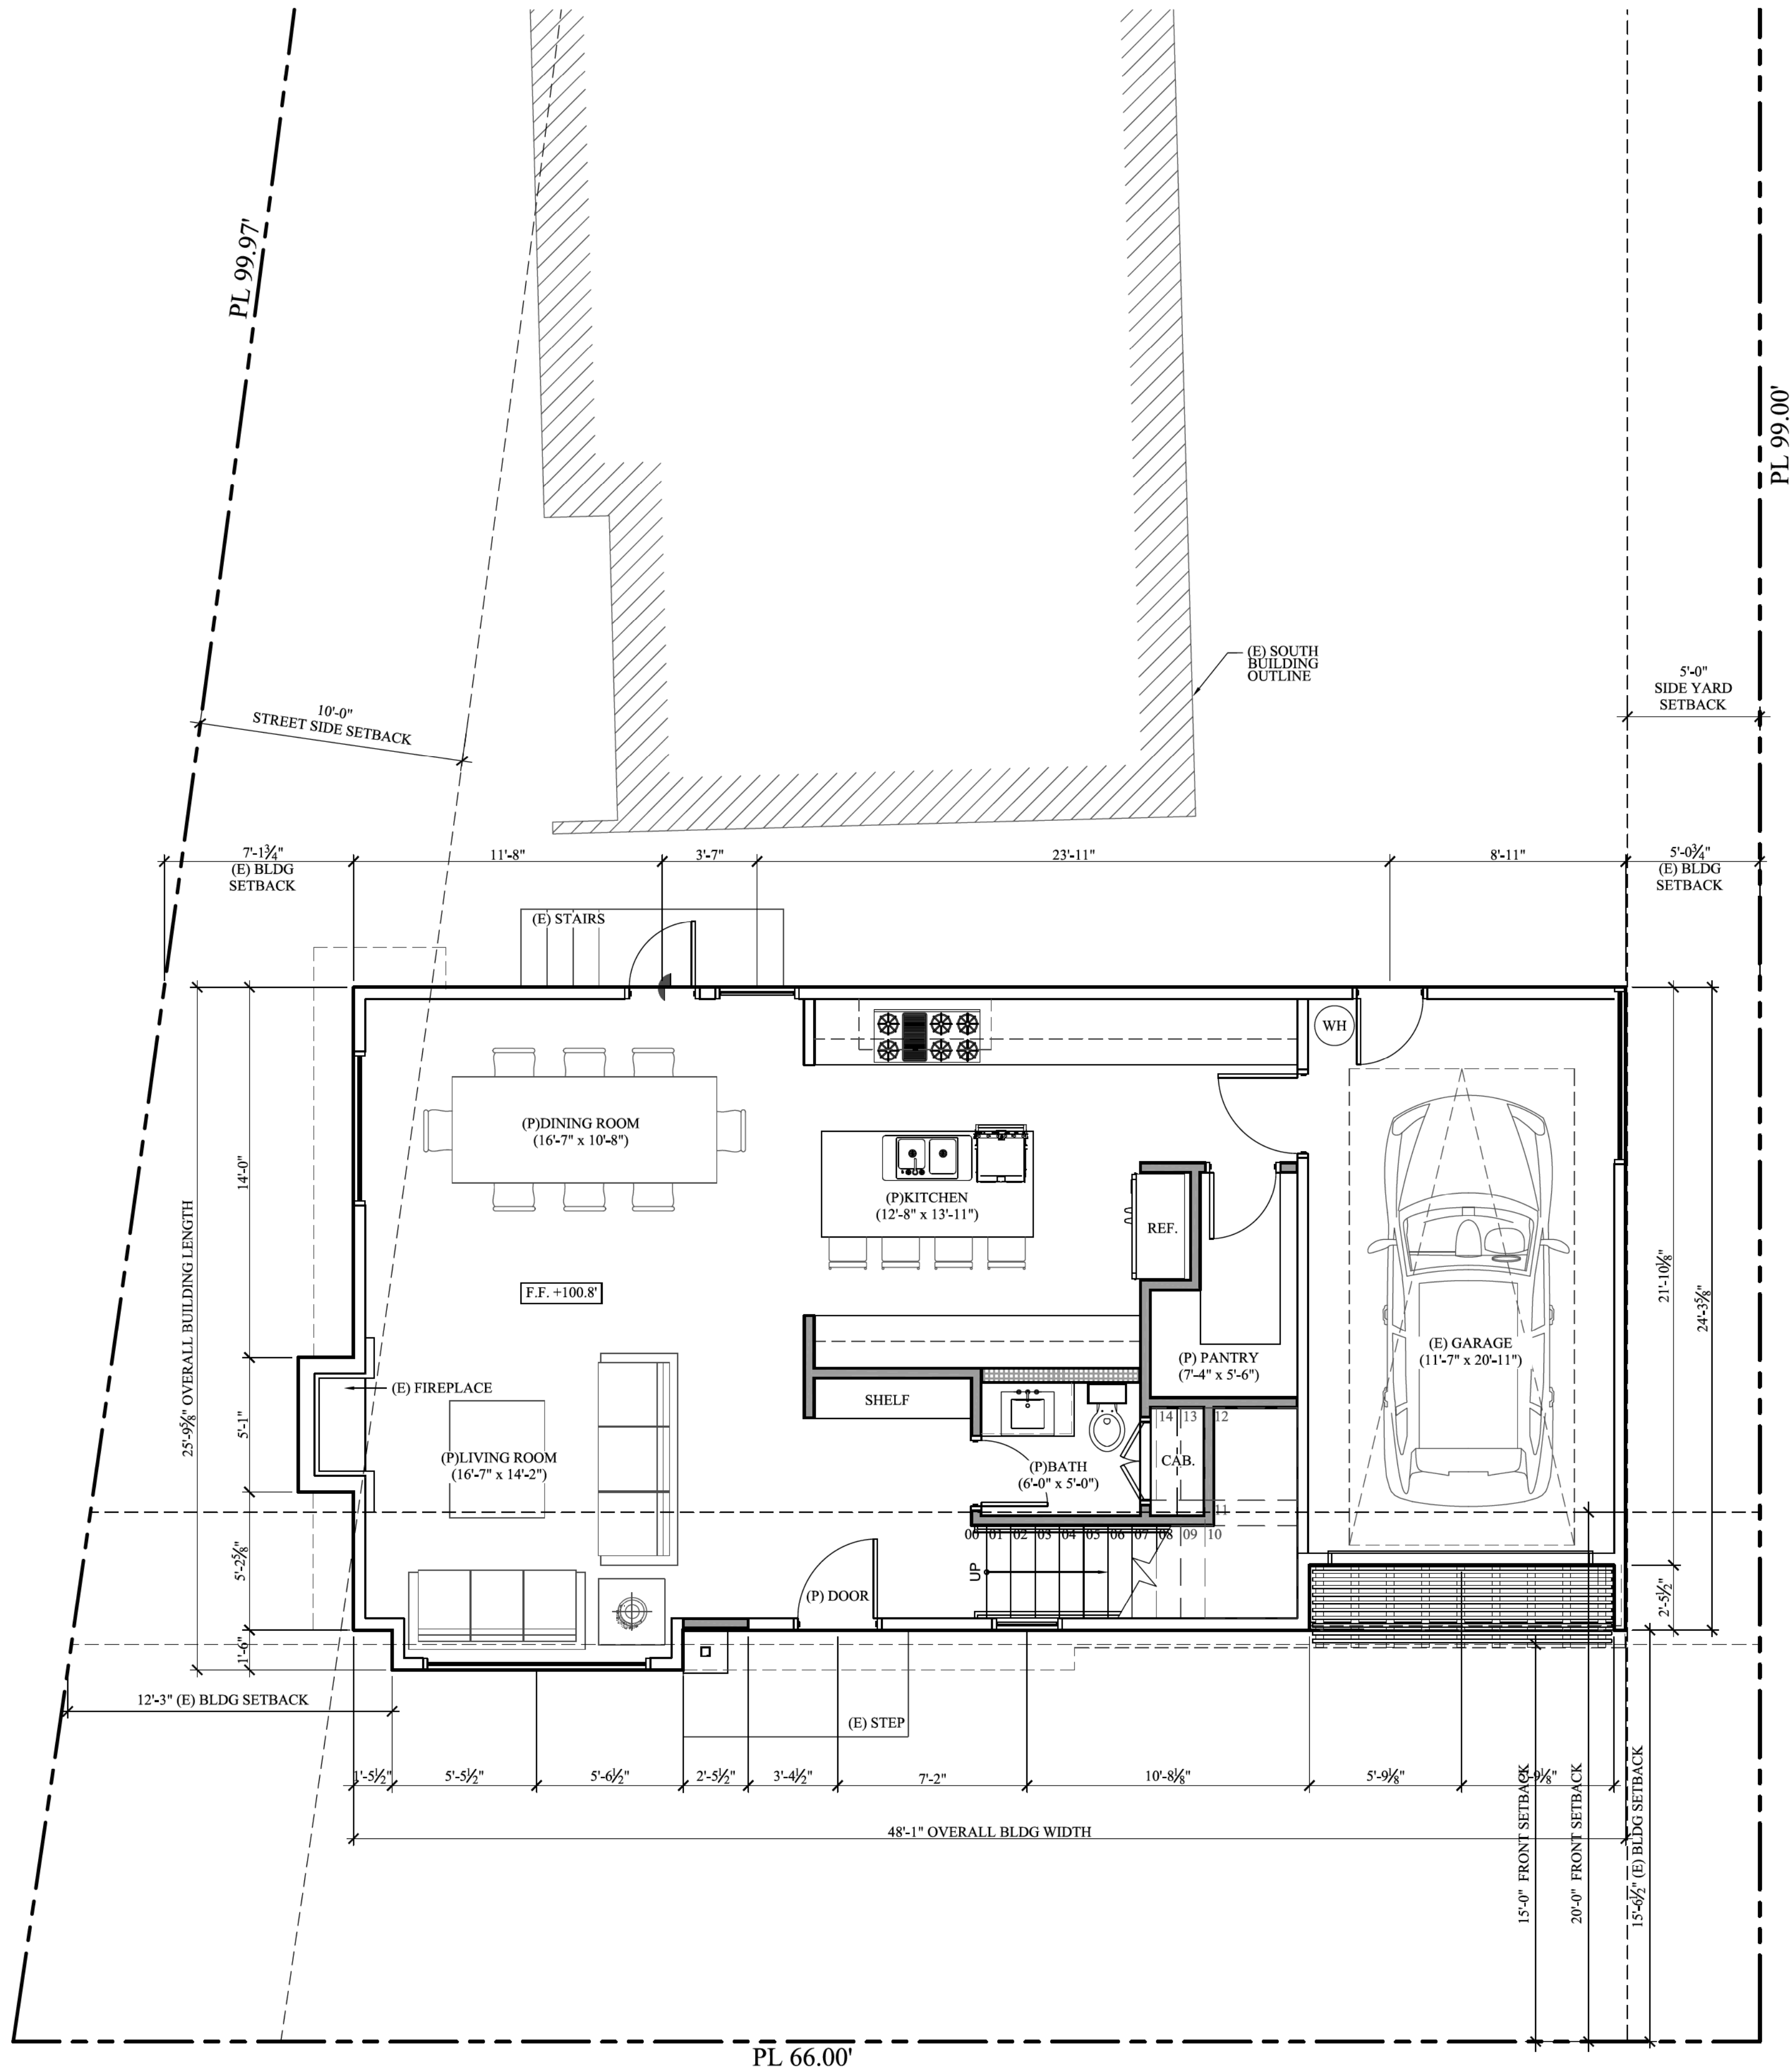 PL 99.97'
PL 99.00'
(E) SOUTH
BUILDING
OUTLINE
5'-0"
SIDE YARD
SETBACK
10'-0"
STREET SIDE SETBACK
7'-1¾"
(E) BLDG
SETBACK
11'-8"
3'-7"
23'-11"
8'-11"
5'-0¾"
(E) BLDG
SETBACK
(E) STAIRS
WH
(P)DINING ROOM
(16'-7" x 10'-8")
14'-0"
(P)KITCHEN
(12'-8" x 13'-11")
REF.
25'-9⅝" OVERALL BUILDING LENGTH
F.F. +100.8'
21'-10⅛"
24'-3⅝"
(E) GARAGE
(11'-7" x 20'-11")
(P) PANTRY
(7'-4" x 5'-6")
(E) FIREPLACE
SHELF
5'-1"
14 13 12
(P)LIVING ROOM
(16'-7" x 14'-2")
(P)BATH
(6'-0" x 5'-0")
CAB.
11
00 01 02 03 04 05 06 07 08 09 10
5'-2⅝"
UP
(P) DOOR
2'-5½"
1'-6"
12'-3" (E) BLDG SETBACK
(E) STEP
1'-5½"
5'-5½"
5'-6½"
2'-5½"
3'-4½"
7'-2"
10'-8⅛"
5'-9⅛"
-9⅛"
48'-1" OVERALL BLDG WIDTH
15'-0" FRONT SETBACK
20'-0" FRONT SETBACK
15'-6½" (E) BLDG SETBACK
PL 66.00'